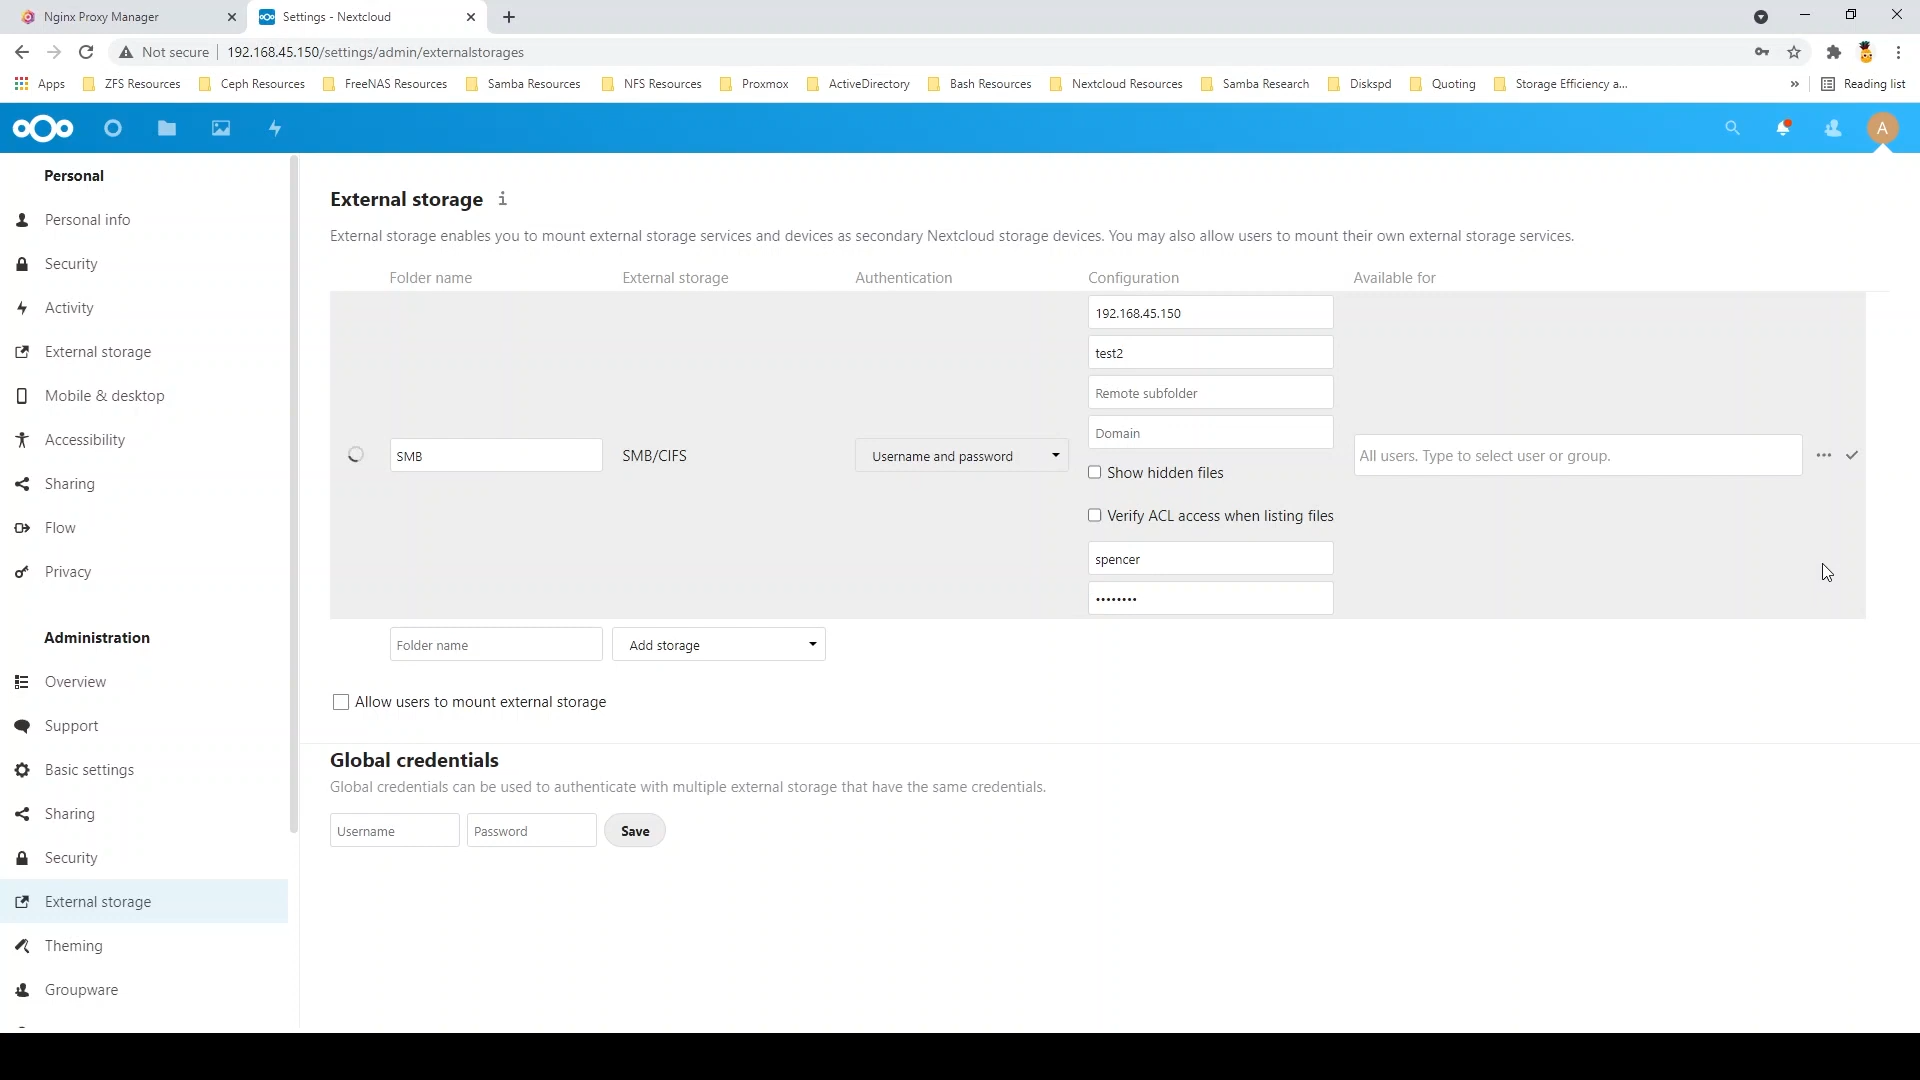 Nginx Proxy Manager
Settings - Nextcloud
Not secure
192.168.45.150/settings/admin/externalstorages
Apps
ZFS Resources
Ceph Resources
FreeNAS Resources
Samba Resources
NFS Resources
Proxmox
ActiveDirectory
Bash Resources
Nextcloud Resources
Samba Research
Diskspd
Quoting
Storage Efficiency a...
»
Reading list
A
Personal
Personal info
Security
Activity
External storage
Mobile & desktop
Accessibility
Sharing
Flow
Privacy
Administration
Overview
Support
Basic settings
Sharing
Security
External storage
Theming
Groupware
External storage i
External storage enables you to mount external storage services and devices as secondary Nextcloud storage devices. You may also allow users to mount their own external storage services.
Folder name External storage Authentication Configuration Available for
192.168.45.150
test2
Remote subfolder
Domain
SMB SMB/CIFS Username and password All users. Type to select user or group.
Show hidden files
Verify ACL access when listing files
spencer
••••••••
Folder name Add storage
Allow users to mount external storage
Global credentials
Global credentials can be used to authenticate with multiple external storage that have the same credentials.
Username Password Save